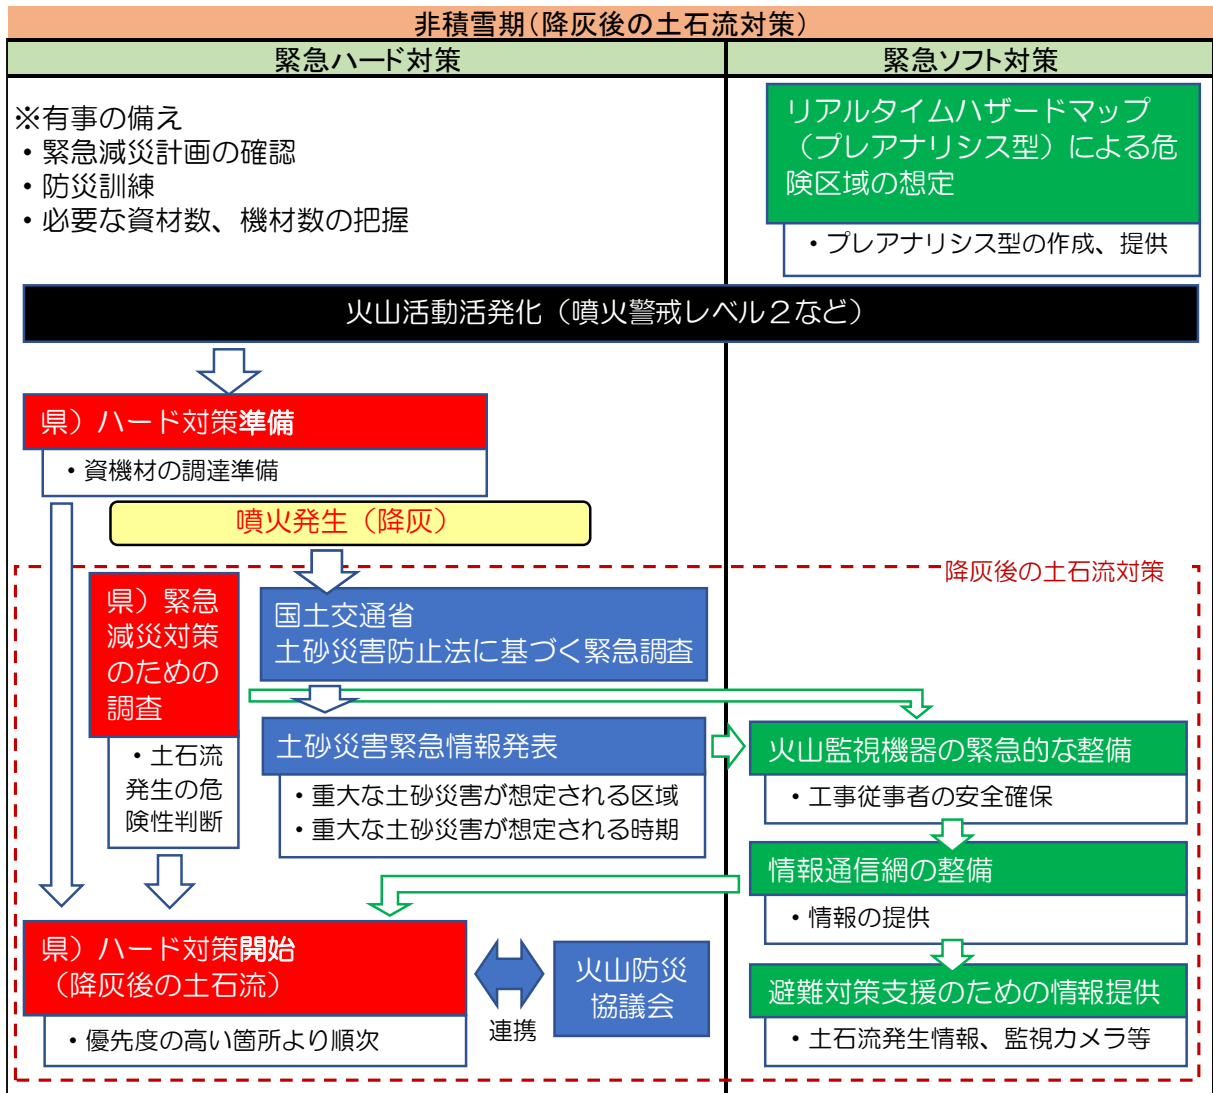 非積雪期(降灰後の土石流対策)
緊急ハード対策
緊急ソフト対策
※有事の備え
・緊急減災計画の確認
・防災訓練
・必要な資材数、機材数の把握
リアルタイムハザードマップ
(プレアナリシス型)による危
険区域の想定
・プレアナリシス型の作成、提供
火山活動活発化(噴火警戒レベル2など)
県)ハード対策準備
・資機材の調達準備
噴火発生(降灰)
降灰後の土石流対策
県)緊急
減災対策
のための
調査
・土石流
発生の危
険性判断
国土交通省
土砂災害防止法に基づく緊急調査
土砂災害緊急情報発表
・重大な土砂災害が想定される区域
・重大な土砂災害が想定される時期
火山監視機器の緊急的な整備
・工事従事者の安全確保
情報通信網の整備
・情報の提供
県)ハード対策開始
(降灰後の土石流)
・優先度の高い箇所より順次
連携
火山防災
協議会
避難対策支援のための情報提供
・土石流発生情報、監視カメラ等